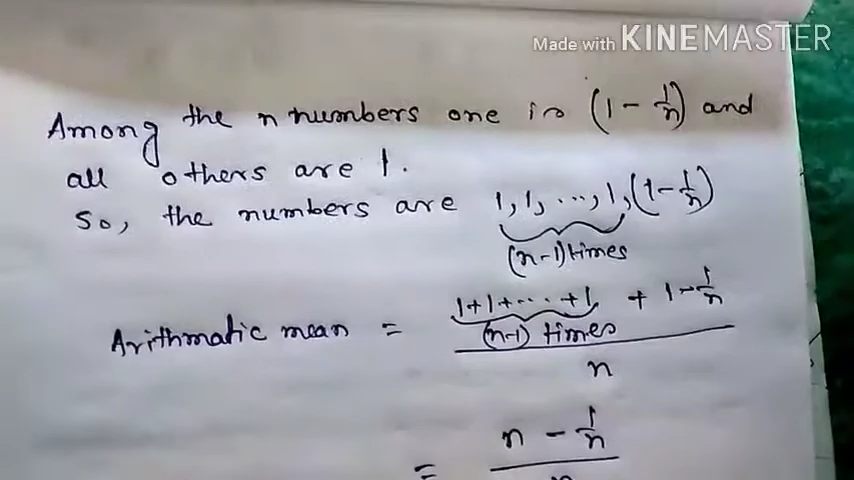 Made with KINEMASTER
Among the n numbers one is (1 - 1/n) and
all others are 1.
So, the numbers are 1, 1, ..., 1, (1 - 1/n)
(n-1) times
Arithmatic mean = (1+1+...+1 + 1 - 1/n) / n
(n-1) times
= (n - 1/n) /